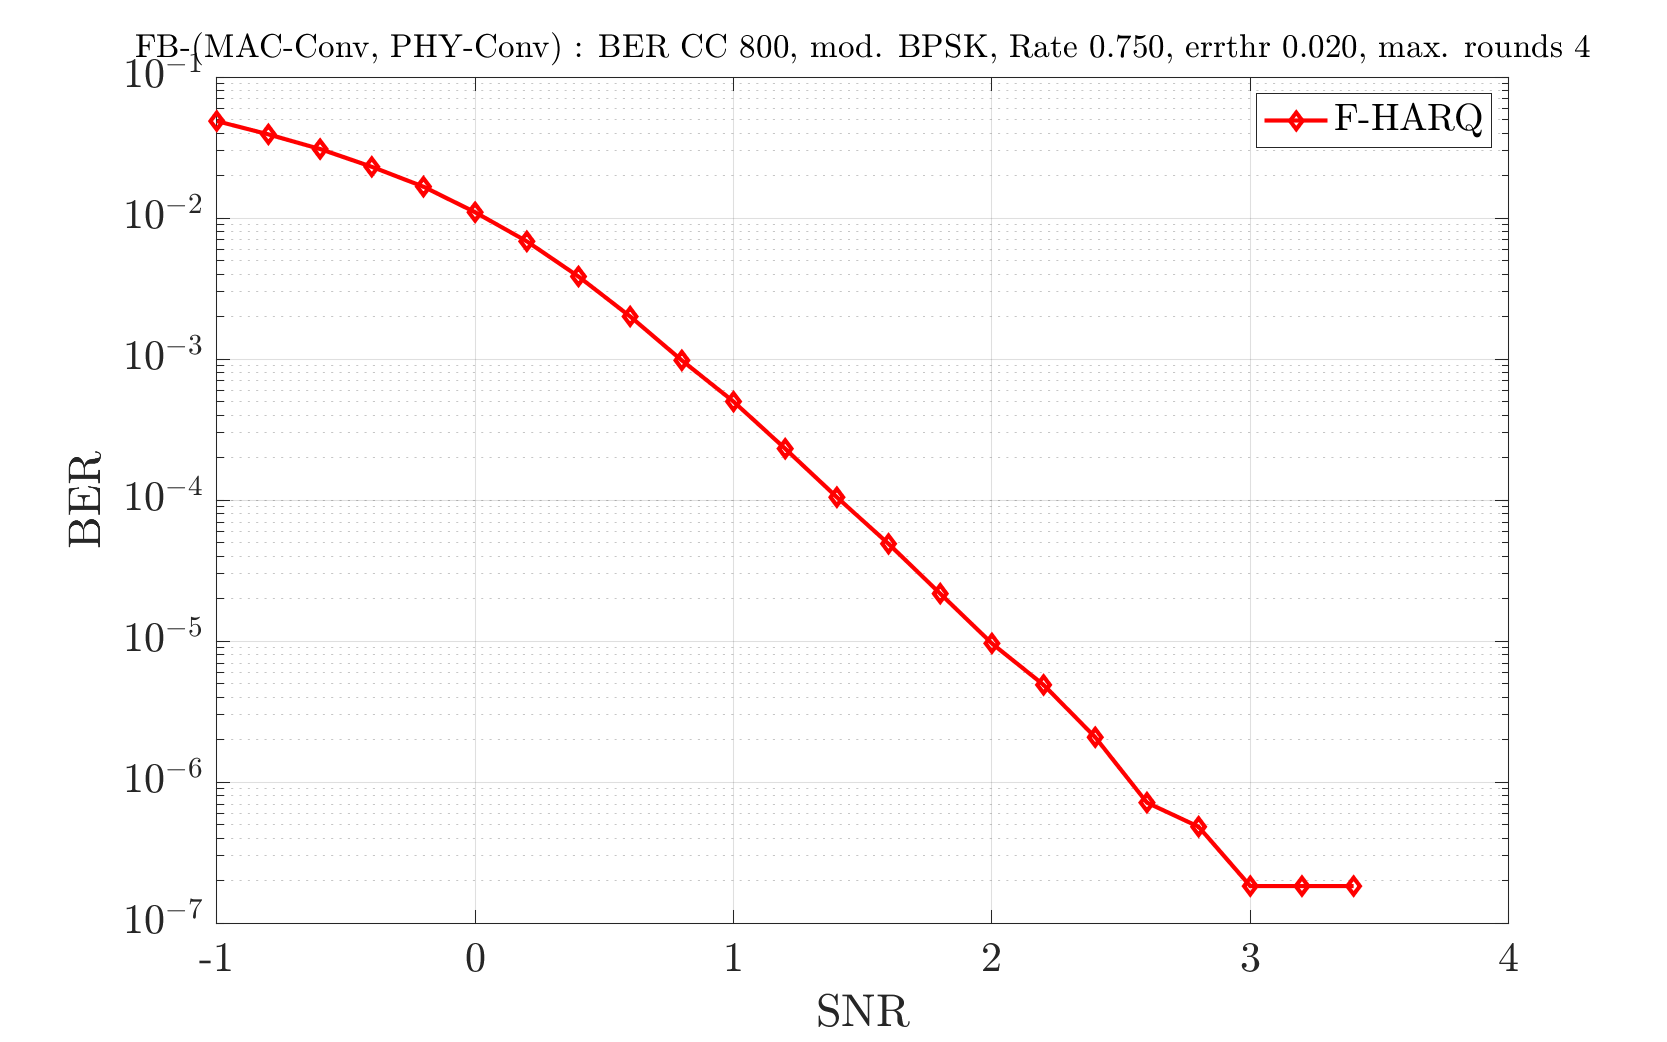 FB-(MAC-Conv, PHY-Conv) : BER CC 800, mod. BPSK, Rate 0.750, errthr 0.020, max. rounds 4
F-HARQ
10^{-1}
10^{-2}
10^{-3}
10^{-4}
10^{-5}
10^{-6}
10^{-7}
BER
-1 0 1 2 3 4
SNR